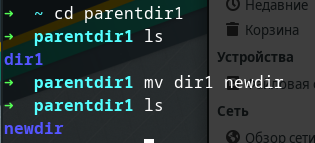 ➜  ~ cd parentdir1
➜  parentdir1 ls
dir1
➜  parentdir1 mv dir1 newdir
➜  parentdir1 ls
newdir
Недавние
Корзина
Устройства
Сеть
Обзор сети